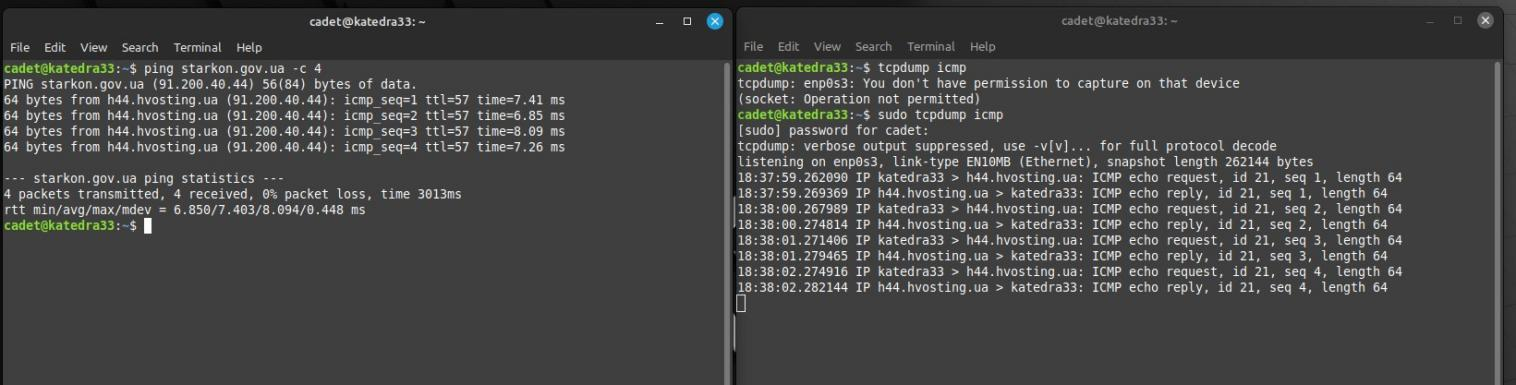 cadet@katedra33: ~
File Edit View Search Terminal Help
cadet@katedra33:~$ ping starkon.gov.ua -c 4
PING starkon.gov.ua (91.200.40.44) 56(84) bytes of data.
64 bytes from h44.hvosting.ua (91.200.40.44): icmp_seq=1 ttl=57 time=7.41 ms
64 bytes from h44.hvosting.ua (91.200.40.44): icmp_seq=2 ttl=57 time=6.85 ms
64 bytes from h44.hvosting.ua (91.200.40.44): icmp_seq=3 ttl=57 time=8.09 ms
64 bytes from h44.hvosting.ua (91.200.40.44): icmp_seq=4 ttl=57 time=7.26 ms
--- starkon.gov.ua ping statistics ---
4 packets transmitted, 4 received, 0% packet loss, time 3013ms
rtt min/avg/max/mdev = 6.850/7.403/8.094/0.448 ms
cadet@katedra33:~$
cadet@katedra33: ~
File Edit View Search Terminal Help
cadet@katedra33:~$ tcpdump icmp
tcpdump: enp0s3: You don't have permission to capture on that device
(socket: Operation not permitted)
cadet@katedra33:~$ sudo tcpdump icmp
[sudo] password for cadet:
tcpdump: verbose output suppressed, use -v[v]... for full protocol decode
listening on enp0s3, link-type EN10MB (Ethernet), snapshot length 262144 bytes
18:37:59.262090 IP katedra33 > h44.hvosting.ua: ICMP echo request, id 21, seq 1, length 64
18:37:59.269369 IP h44.hvosting.ua > katedra33: ICMP echo reply, id 21, seq 1, length 64
18:38:00.267989 IP katedra33 > h44.hvosting.ua: ICMP echo request, id 21, seq 2, length 64
18:38:00.274814 IP h44.hvosting.ua > katedra33: ICMP echo reply, id 21, seq 2, length 64
18:38:01.271406 IP katedra33 > h44.hvosting.ua: ICMP echo request, id 21, seq 3, length 64
18:38:01.279465 IP h44.hvosting.ua > katedra33: ICMP echo reply, id 21, seq 3, length 64
18:38:02.274916 IP katedra33 > h44.hvosting.ua: ICMP echo request, id 21, seq 4, length 64
18:38:02.282144 IP h44.hvosting.ua > katedra33: ICMP echo reply, id 21, seq 4, length 64